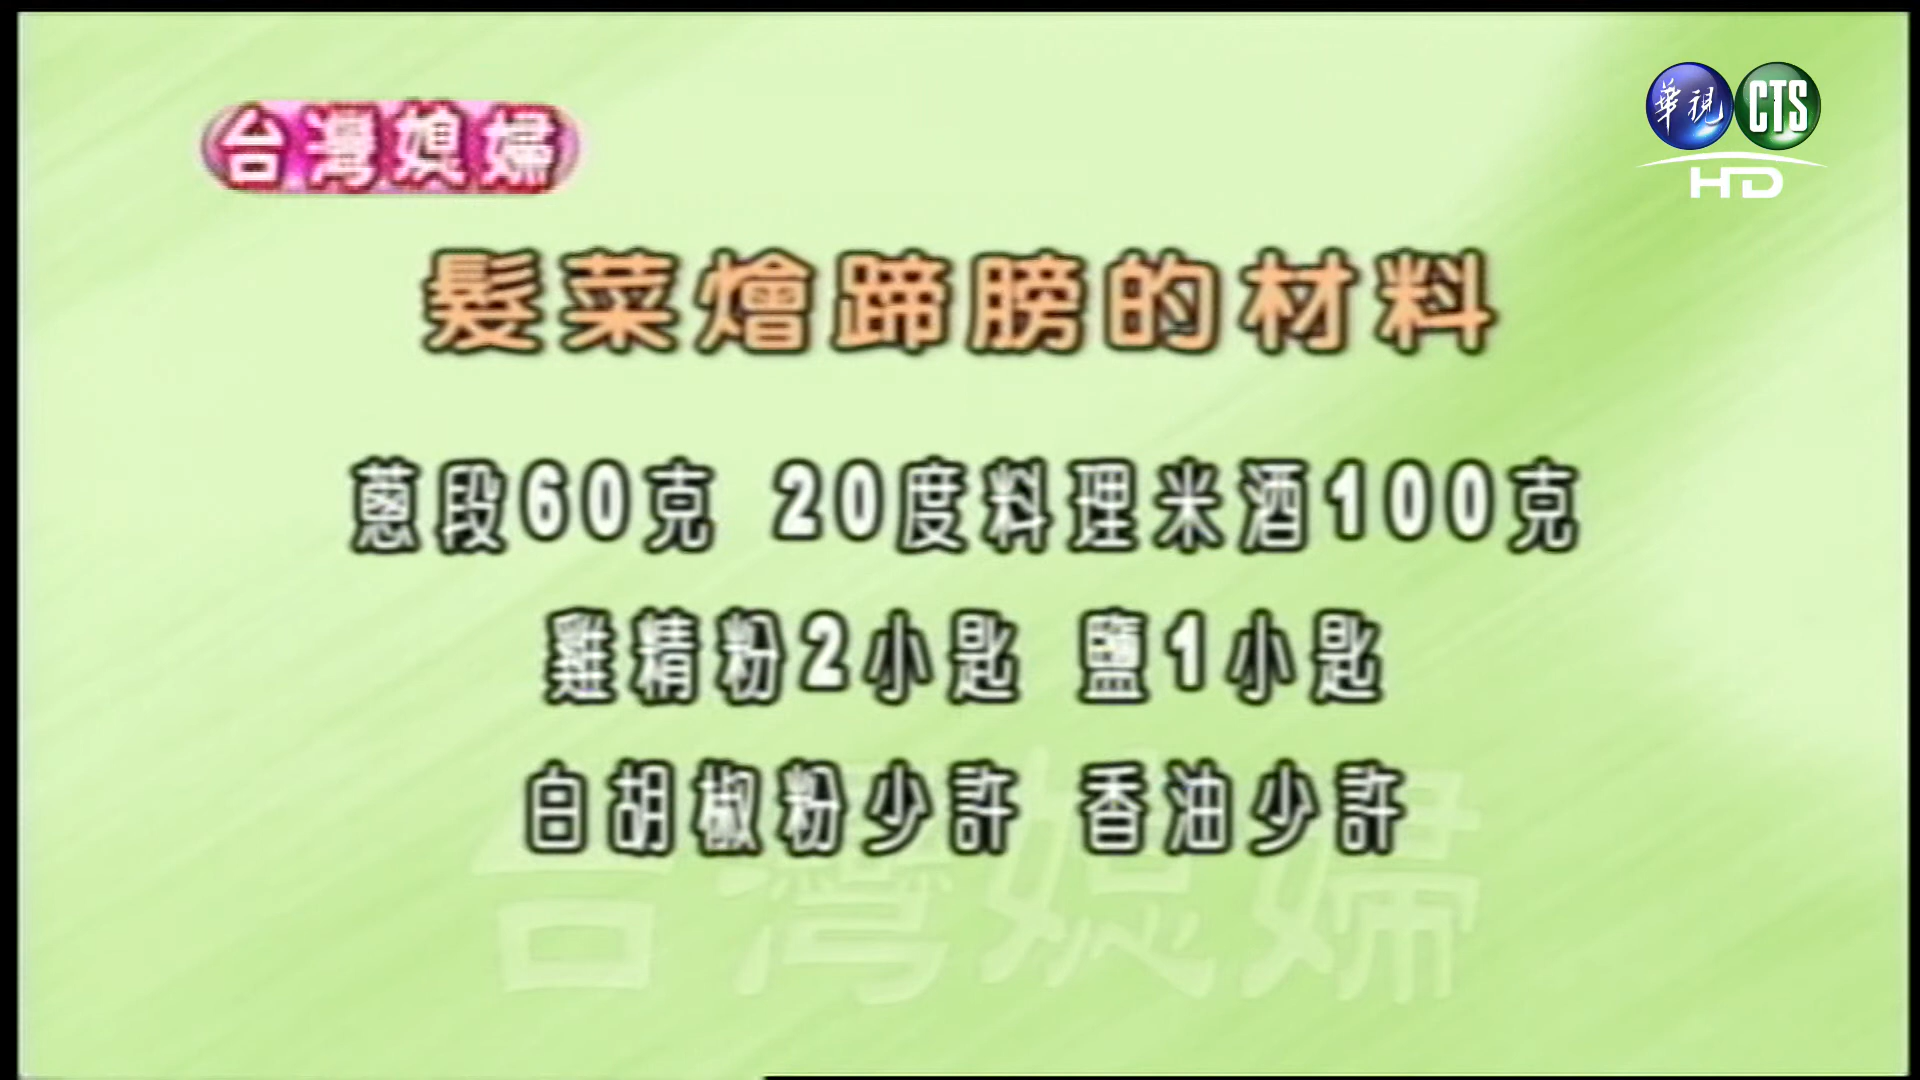 台灣媳婦
華視 CTS
HD
髮菜燴蹄膀的材料
蔥段60克 20度料理米酒100克
雞精粉2小匙 鹽1小匙
白胡椒粉少許 香油少許
台灣媳婦